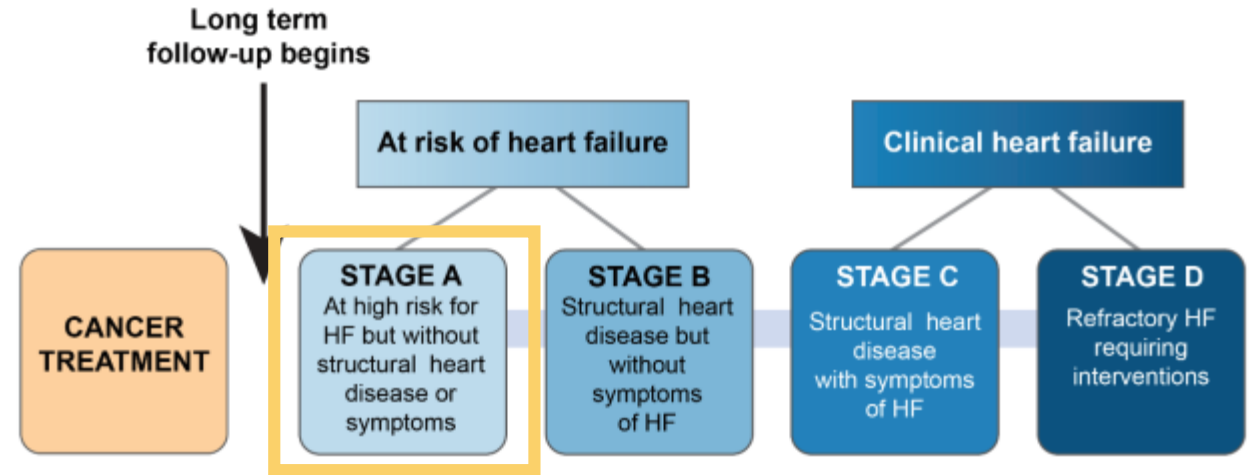 Long term
follow-up begins
At risk of heart failure
Clinical heart failure
CANCER
TREATMENT
STAGE A
At high risk for
HF but without
structural heart
disease or
symptoms
STAGE B
Structural heart
disease but
without
symptoms
of HF
STAGE C
Structural heart
disease
with symptoms
of HF
STAGE D
Refractory HF
requiring
interventions